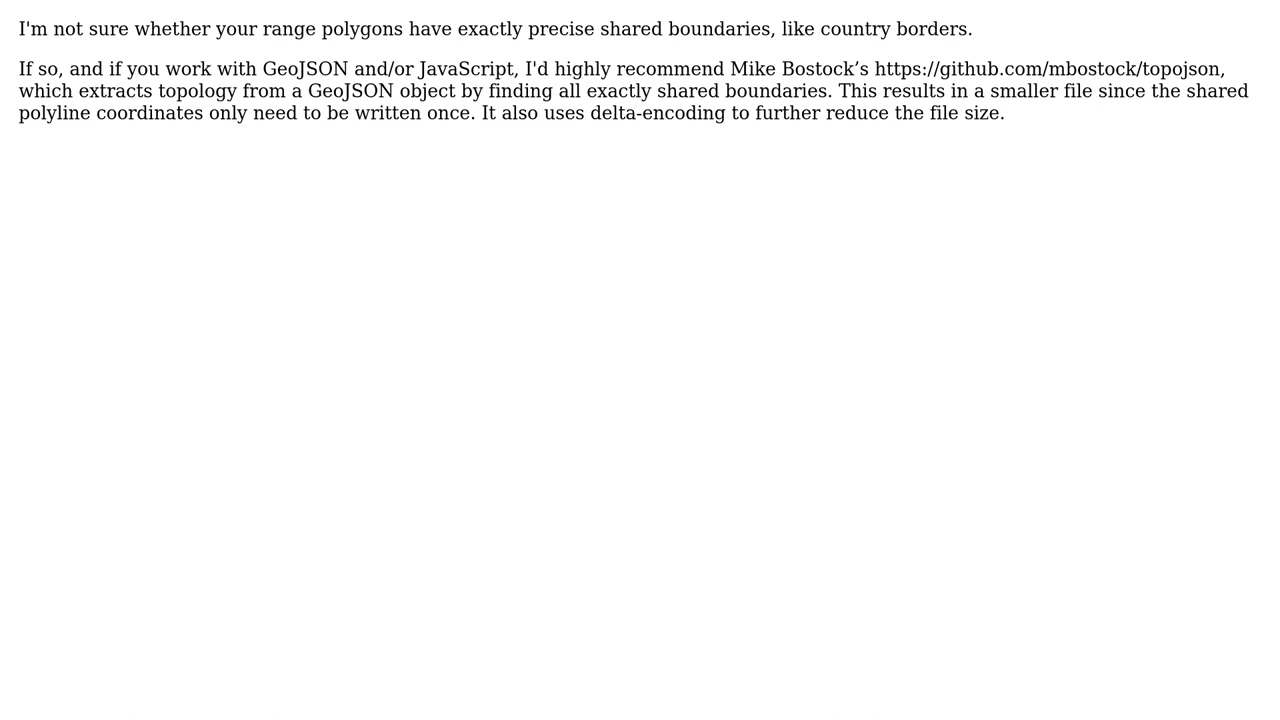 I'm not sure whether your range polygons have exactly precise shared boundaries, like country borders.
If so, and if you work with GeoJSON and/or JavaScript, I'd highly recommend Mike Bostock’s https://github.com/mbostock/topojson,
which extracts topology from a GeoJSON object by finding all exactly shared boundaries. This results in a smaller file since the shared
polyline coordinates only need to be written once. It also uses delta-encoding to further reduce the file size.